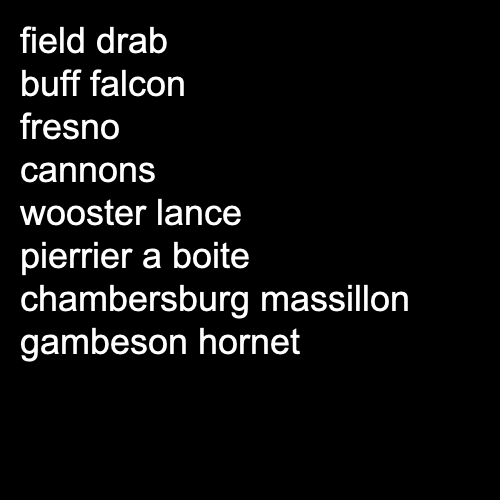 field drab
buff falcon
fresno
cannons
wooster lance
pierrier a boite
chambersburg massillon
gambeson hornet